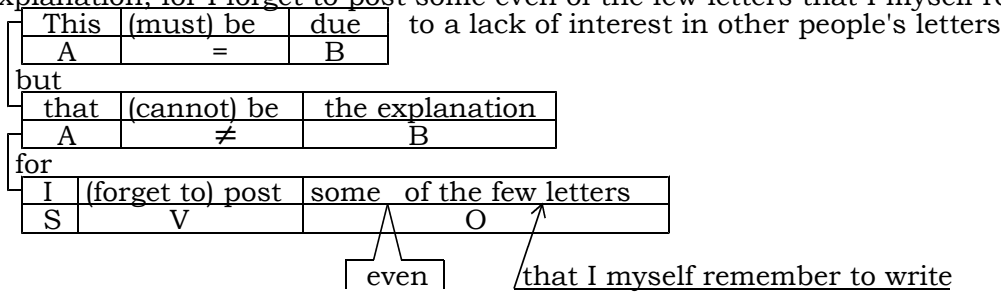 explanation, for I forget to post some even of the few letters that I myself re
This (must) be due to a lack of interest in other people's letters
A = B
but
that (cannot) be the explanation
A ≠ B
for
I (forget to) post some of the few letters
S V O
even that I myself remember to write